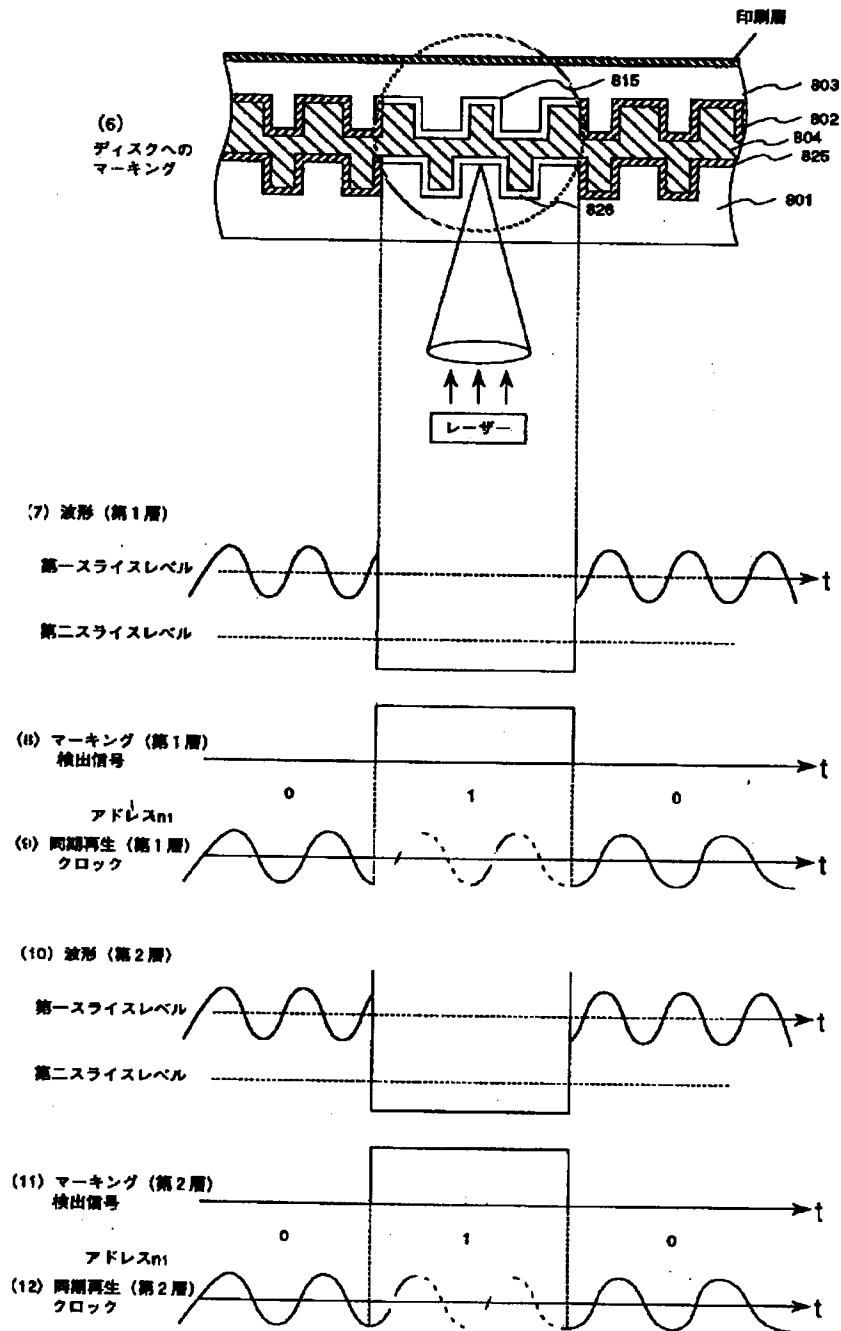 印刷層
815
803
(6)
ディスクへの
マーキング
802
804
825
801
826
レーザー
(7) 波形 (第1層)
第一スライスレベル
t
第二スライスレベル
(8) マーキング (第1層)
検出信号
t
0
1
0
アドレスn1
(9) 同期再生 (第1層)
クロック
t
(10) 波形 (第2層)
第一スライスレベル
t
第二スライスレベル
(11) マーキング (第2層)
検出信号
t
0
1
0
アドレスn1
(12) 同期再生 (第2層)
クロック
t